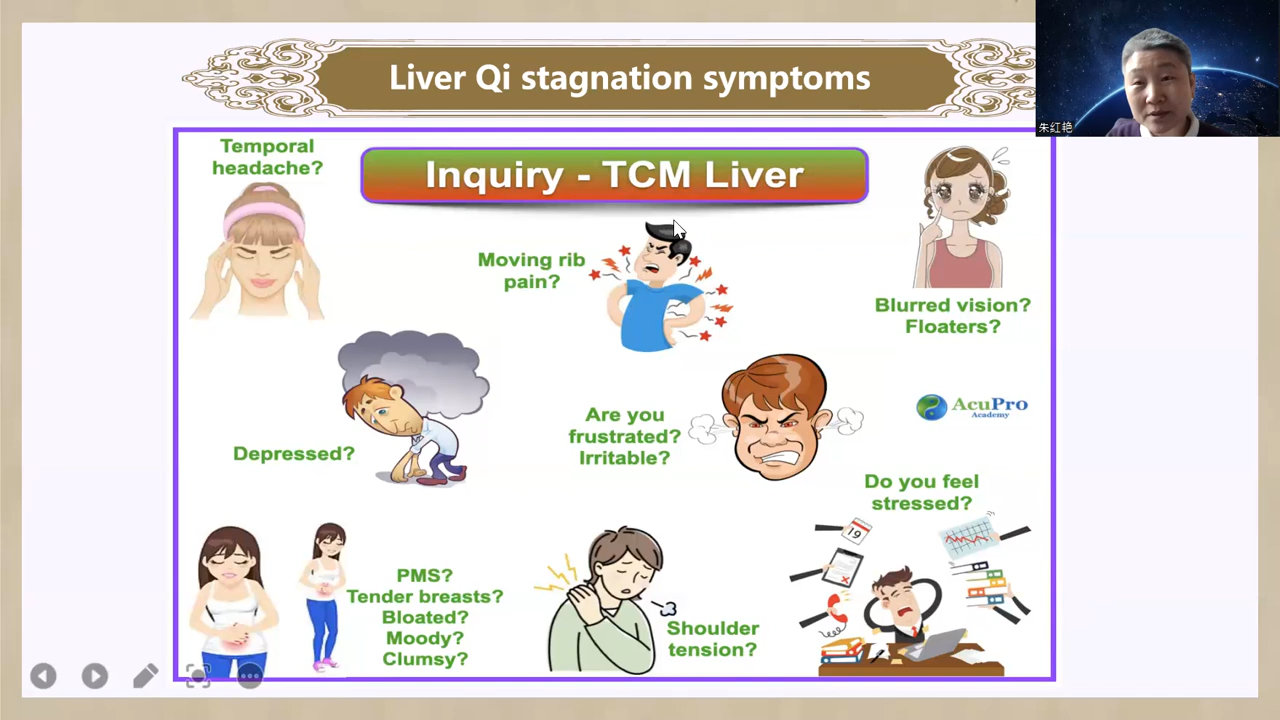 Liver Qi stagnation symptoms
朱红艳
Temporal
headache?
Inquiry - TCM Liver
Moving rib
pain?
Blurred vision?
Floaters?
AcuPro
Academy
Are you
frustrated?
Irritable?
Depressed?
Do you feel
stressed?
19
PMS?
Tender breasts?
Bloated?
Moody?
Clumsy?
Shoulder
tension?